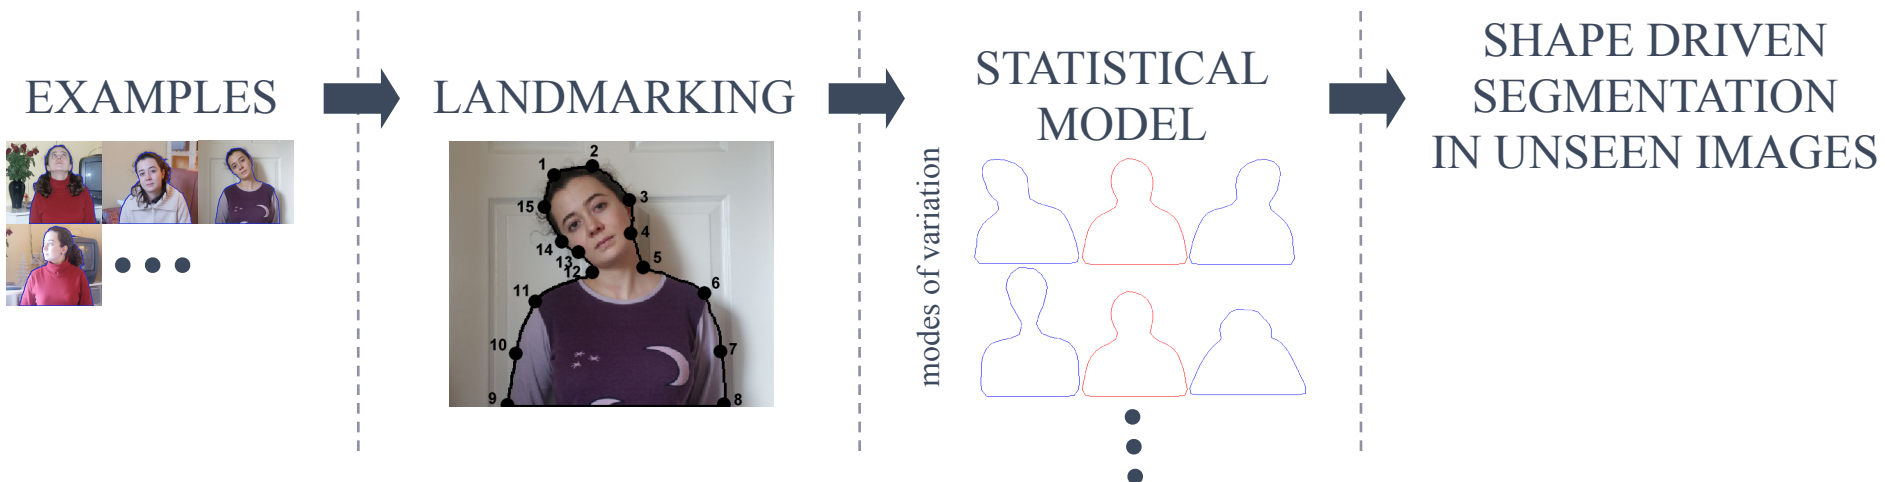 EXAMPLES
LANDMARKING
STATISTICAL
MODEL
SHAPE DRIVEN
SEGMENTATION
IN UNSEEN IMAGES
1
2
3
4
5
6
7
8
9
10
11
12
13
14
15
modes of variation